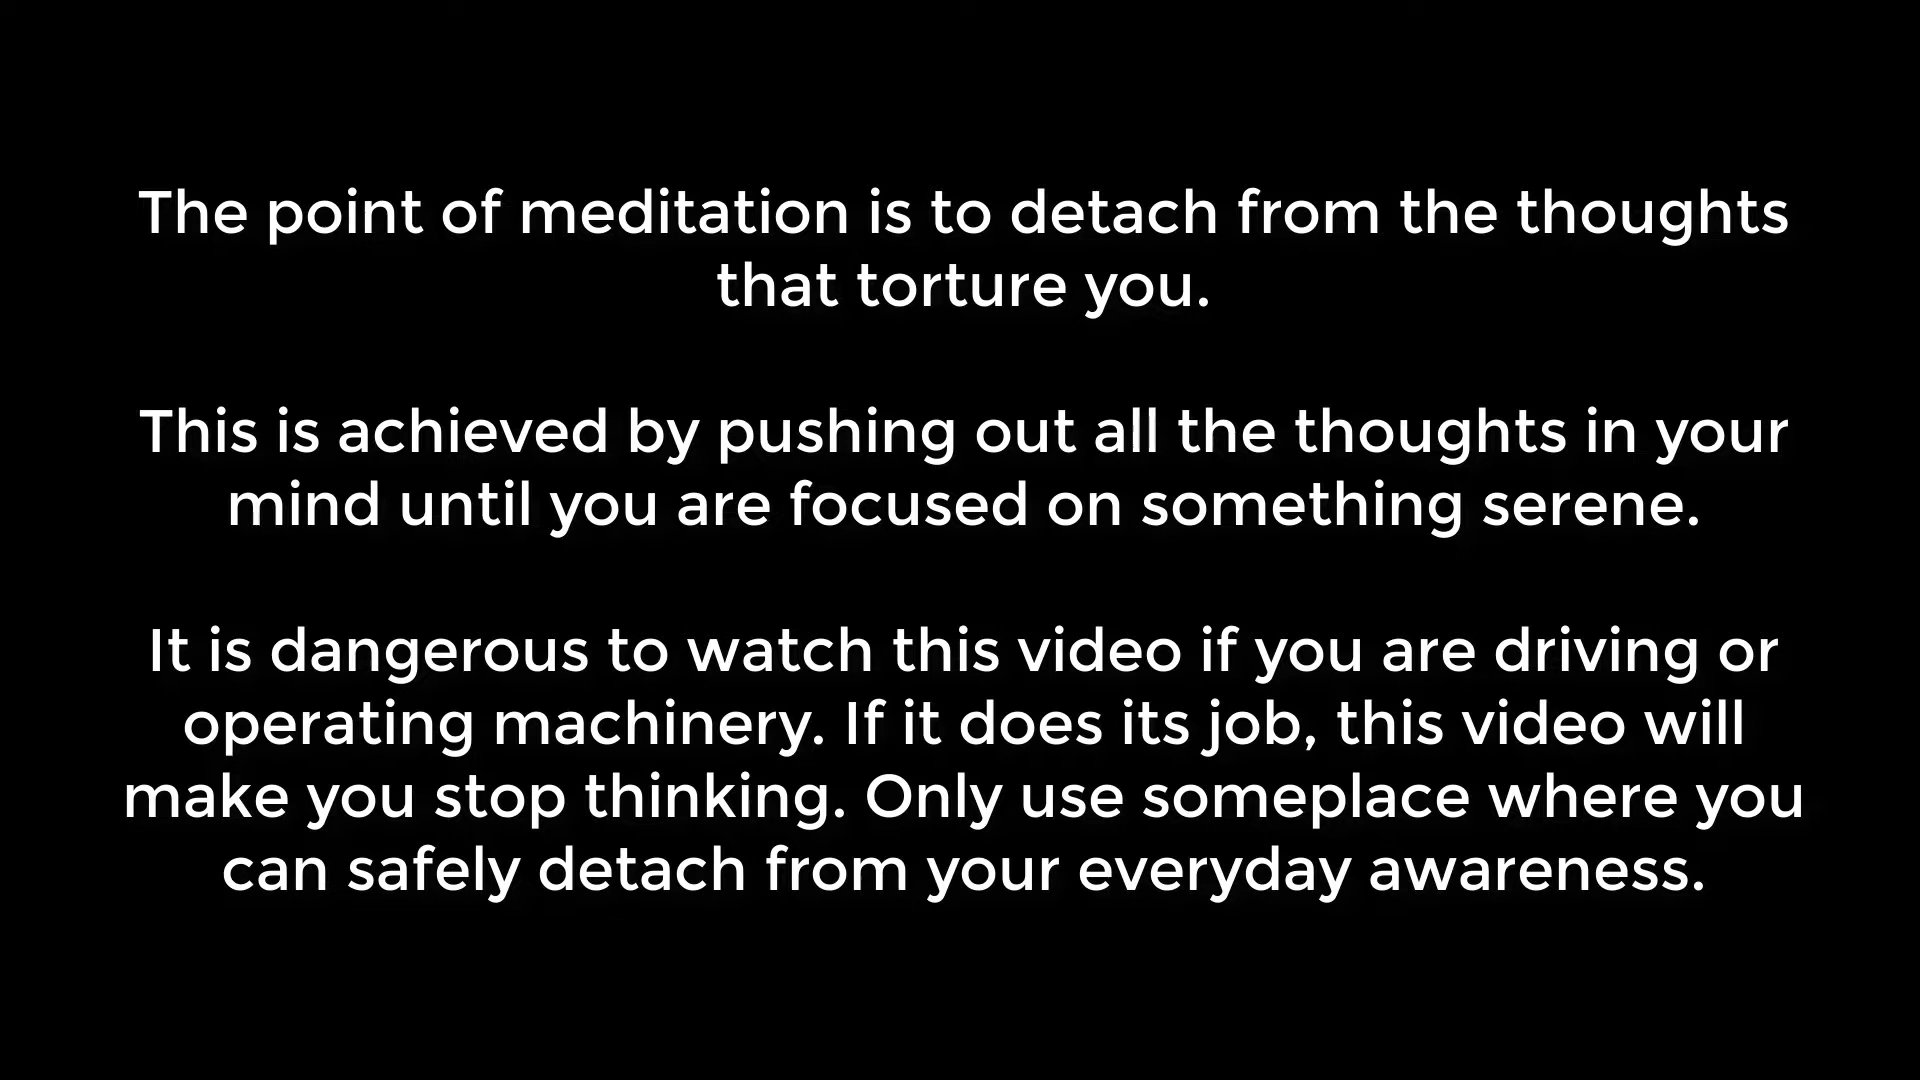 The point of meditation is to detach from the thoughts
that torture you.
This is achieved by pushing out all the thoughts in your
mind until you are focused on something serene.
It is dangerous to watch this video if you are driving or
operating machinery. If it does its job, this video will
make you stop thinking. Only use someplace where you
can safely detach from your everyday awareness.